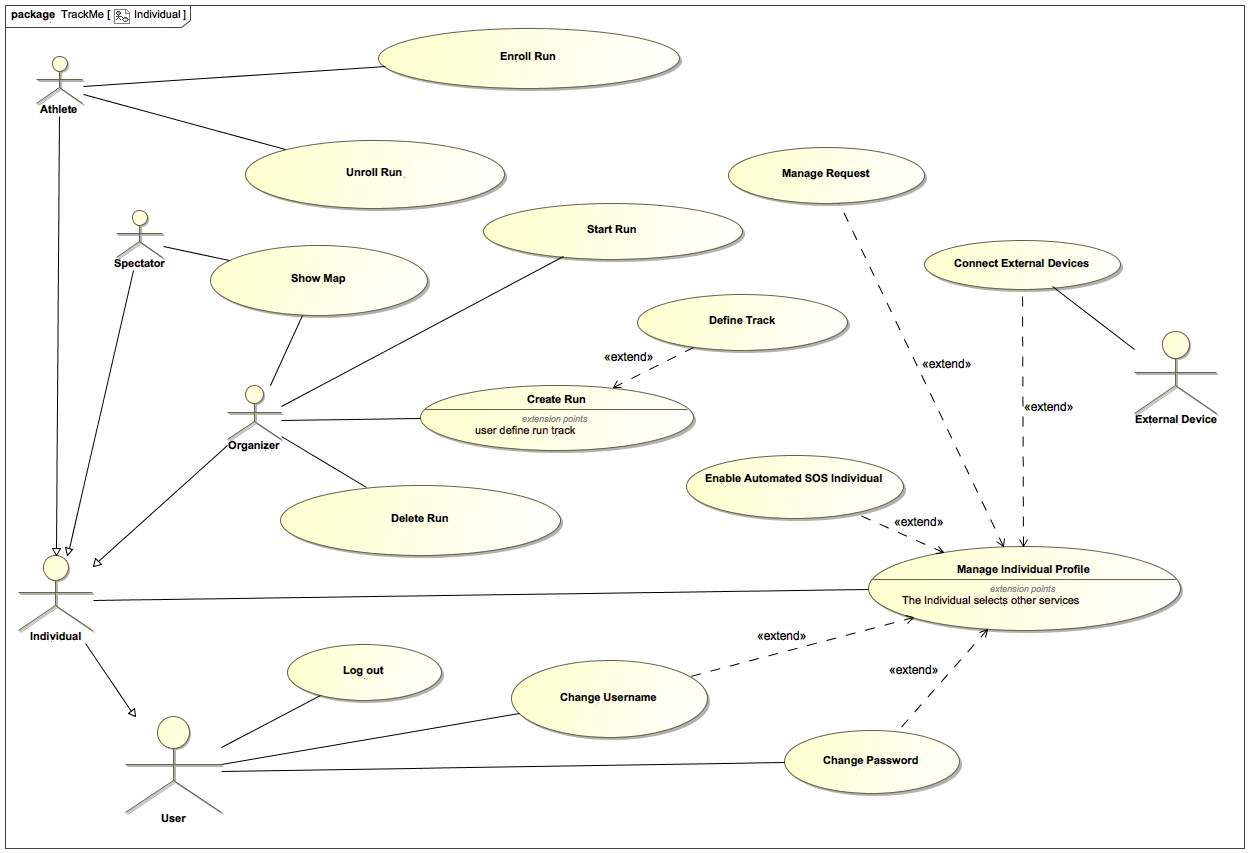 package TrackMe [ Individual ]
Enroll Run
Athlete
Unroll Run
Manage Request
Spectator
Start Run
Show Map
Connect External Devices
Define Track
«extend»
«extend»
Create Run
extension points
user define run track
«extend»
External Device
Organizer
Enable Automated SOS Individual
Delete Run
«extend»
Manage Individual Profile
extension points
The Individual selects other services
Individual
«extend»
Log out
«extend»
Change Username
Change Password
User